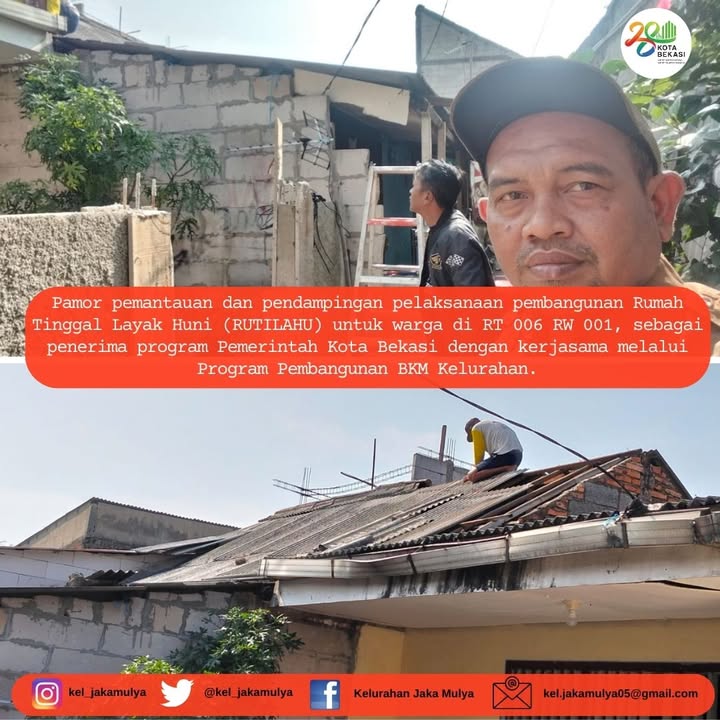 28
KOTA
BEKASI
Pamor pemantauan dan pendampingan pelaksanaan pembangunan Rumah
Tinggal Layak Huni (RUTILAHU) untuk warga di RT 006 RW 001, sebagai
penerima program Pemerintah Kota Bekasi dengan kerjasama melalui
Program Pembangunan BKM Kelurahan.
kel_jakamulya
@kel_jakamulya
Kelurahan Jaka Mulya
kel.jakamulya05@gmail.com